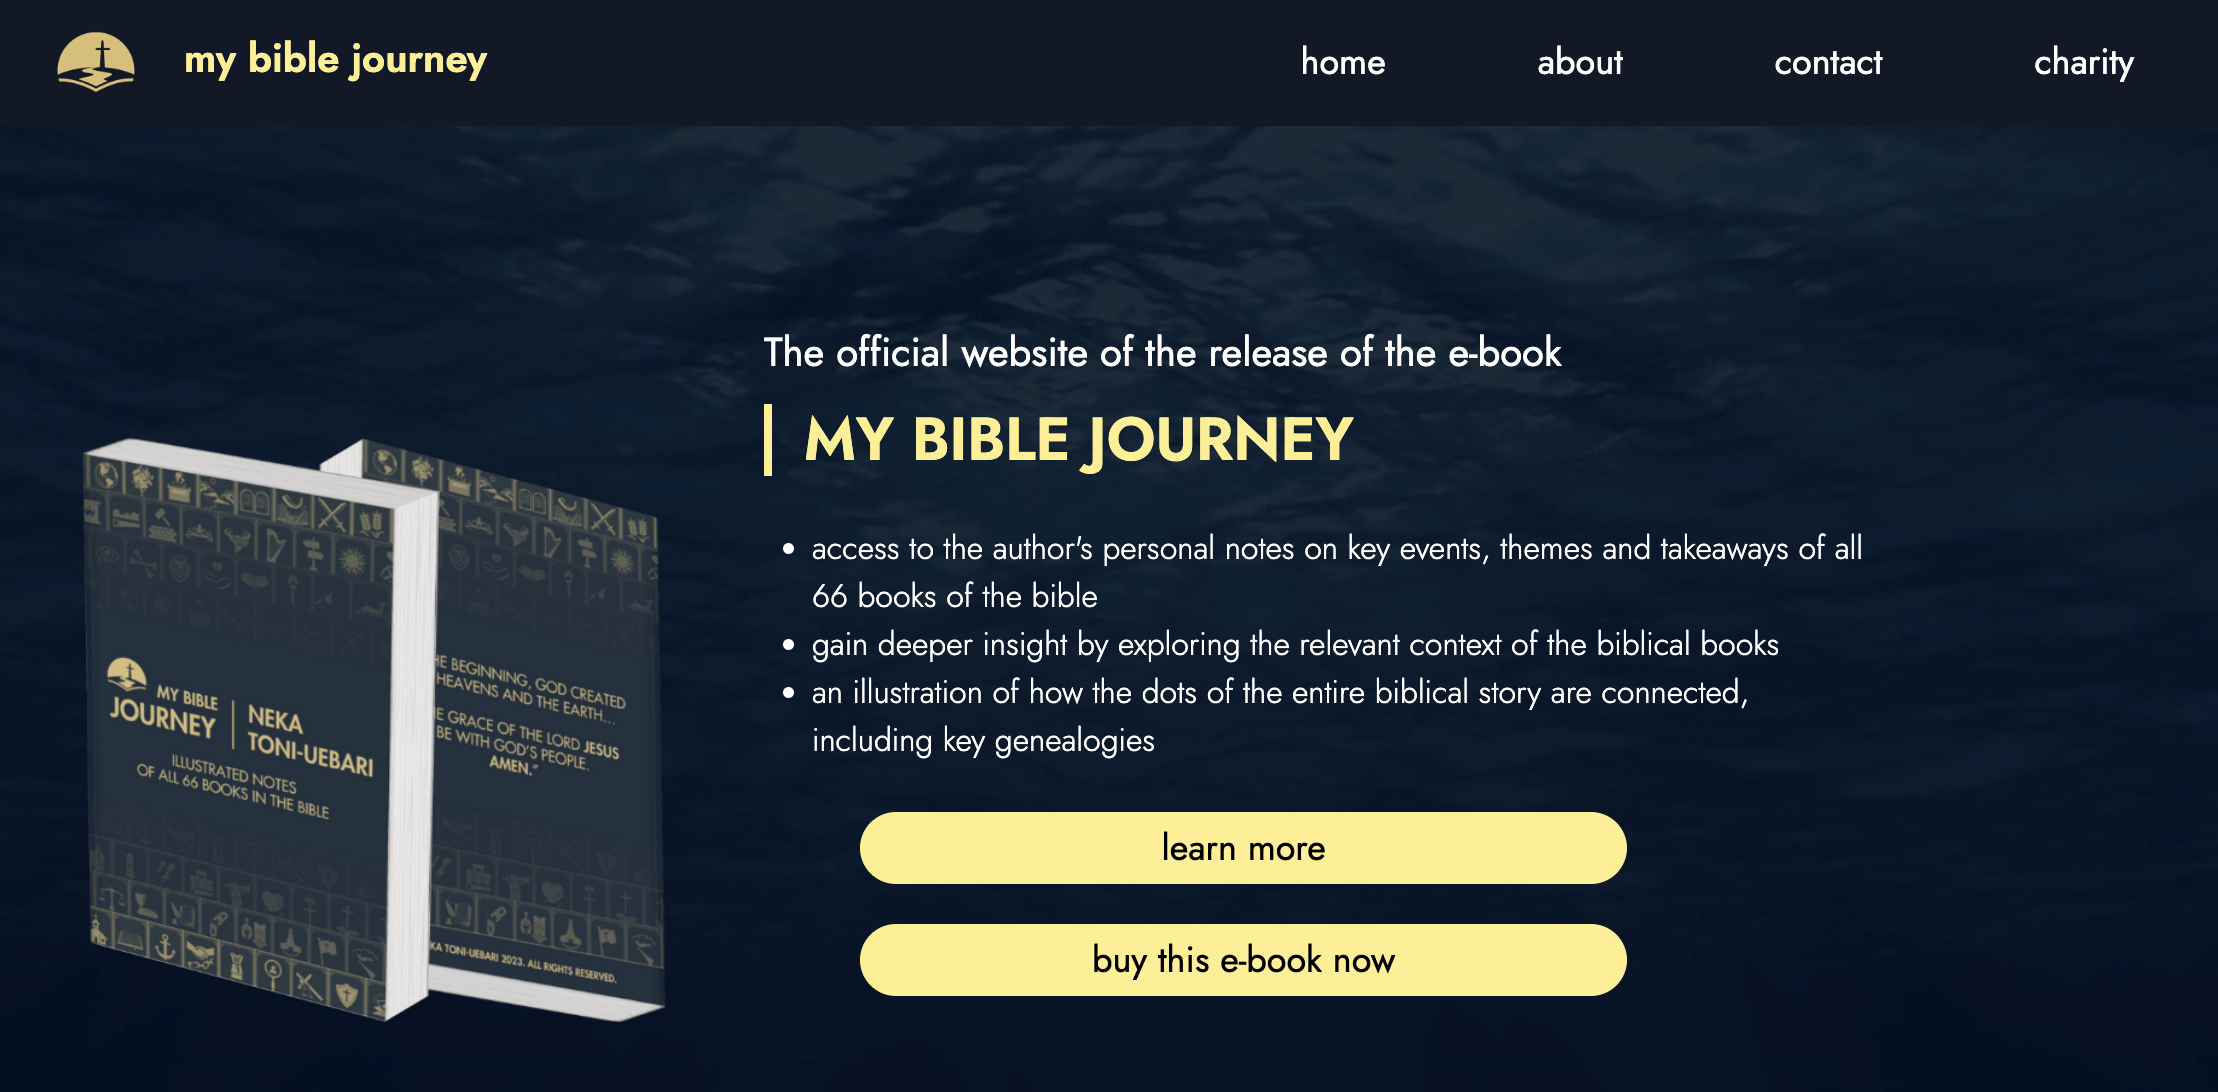 my bible journey
home
about
contact
charity
The official website of the release of the e-book
MY BIBLE JOURNEY
access to the author's personal notes on key events, themes and takeaways of all
66 books of the bible
gain deeper insight by exploring the relevant context of the biblical books
an illustration of how the dots of the entire biblical story are connected,
including key genealogies
learn more
buy this e-book now
MY BIBLE
JOURNEY
NEKA
TONI-UEBARI
ILLUSTRATED NOTES
OF ALL 66 BOOKS IN THE BIBLE
BEGINNING, GOD CREATED
HEAVENS AND THE EARTH...
GRACE OF THE LORD JESUS
BE WITH GOD'S PEOPLE.
AMEN."
TONI-UEBARI 2023. ALL RIGHTS RESERVED.